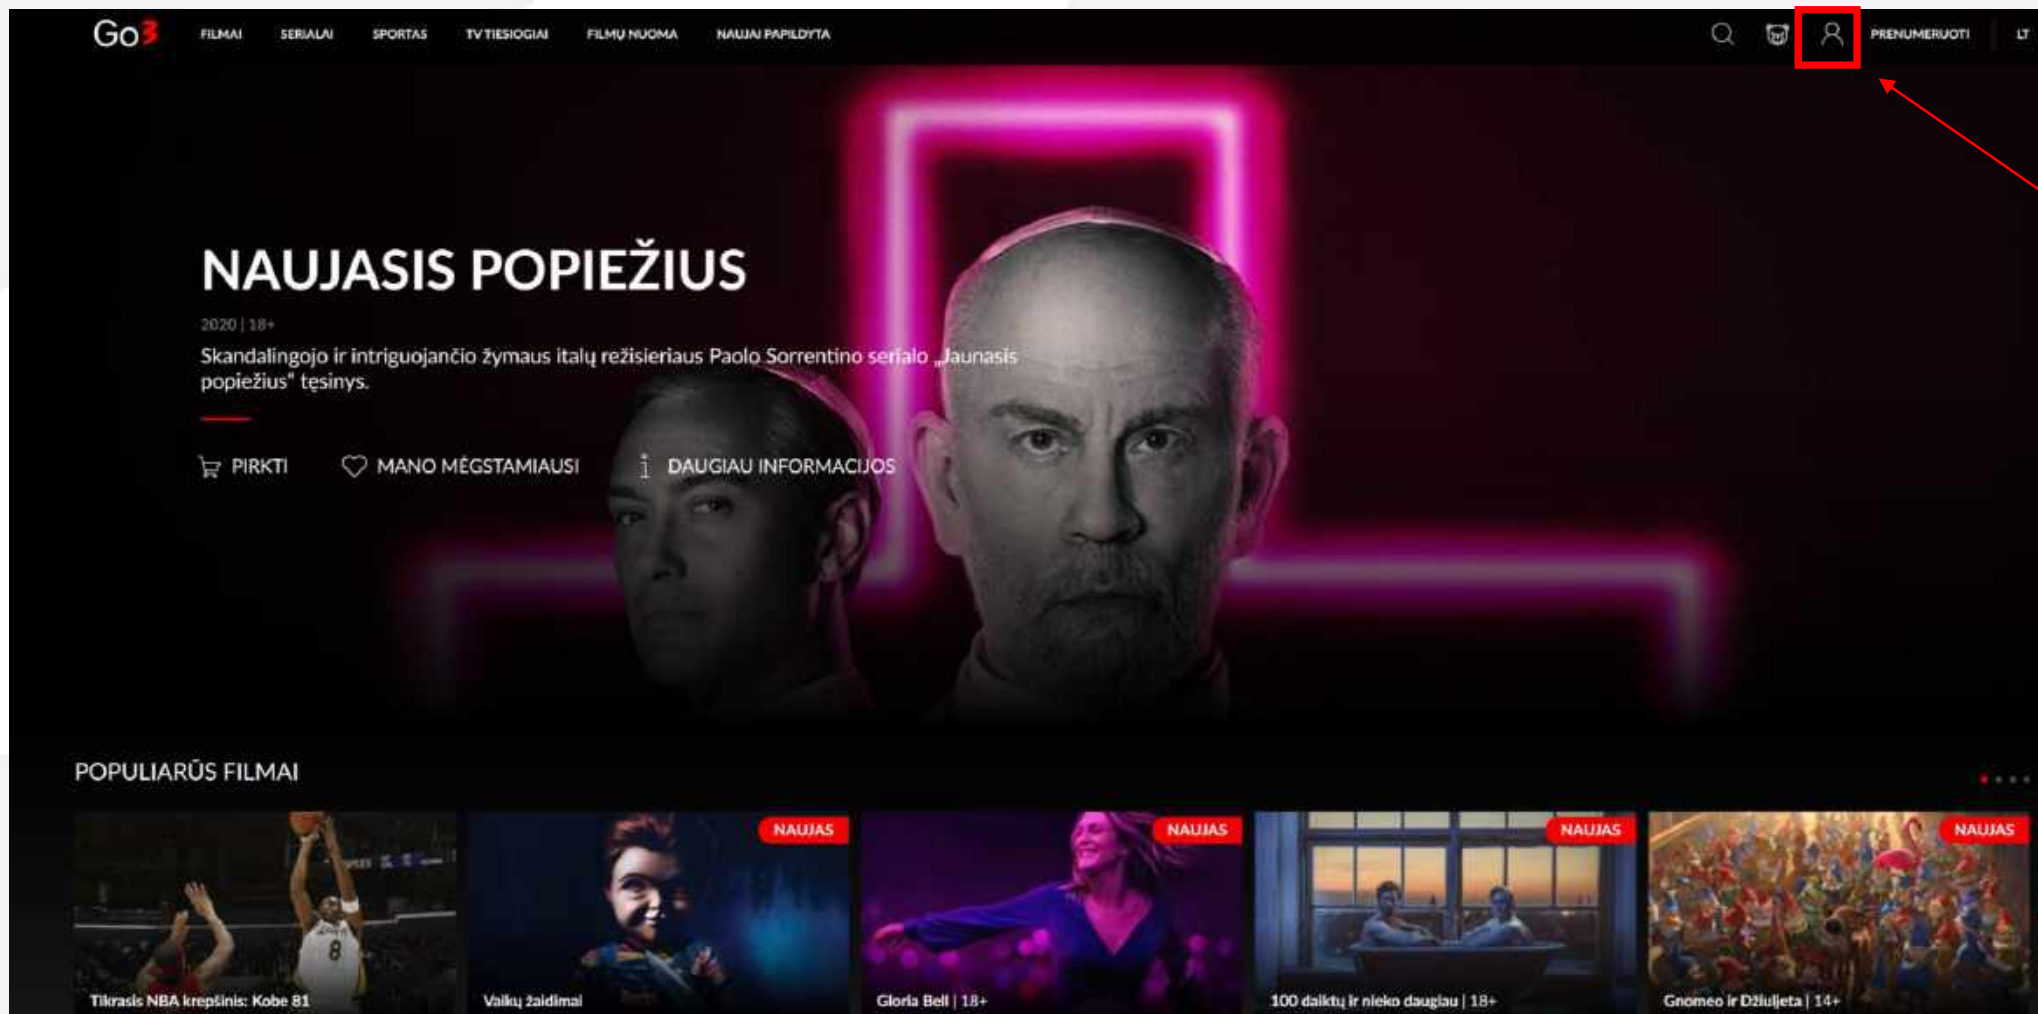 Go3
FILMAI SERIALAI SPORTAS TV TIESIOGIAI FILMŲ NUOMA NAUJAI PAPILDYTA PRENUMERUOTI LT
NAUJASIS POPIEŽIUS
2020 | 18+
Skandalingojo ir intriguojančio žymaus italų režisieriaus Paolo Sorrentino serialo „Jaunasis
popiežius“ tęsinys.
PIRKTI MANO MĖGSTAMIAUSI DAUGIAU INFORMACIJOS
POPULIARŪS FILMAI
NAUJAS NAUJAS NAUJAS NAUJAS
8
Tikrasis NBA krepšinis: Kobe 81
Vaikų žaidimai
Gloria Bell | 18+
100 daiktų ir nieko daugiau | 18+
Gnomeo ir Džiuljeta | 14+